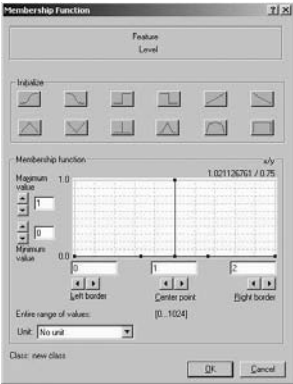 Membership Function
Feature
Level
Initialize
Membership function
x/y
Maximum value
1.0
1.021126761 / 0.75
1
0
Minimum value
0.0
0
1
2
Left border
Center point
Right border
Entire range of values:
[0...1024]
Unit: No unit
Class: new class
OK
Cancel